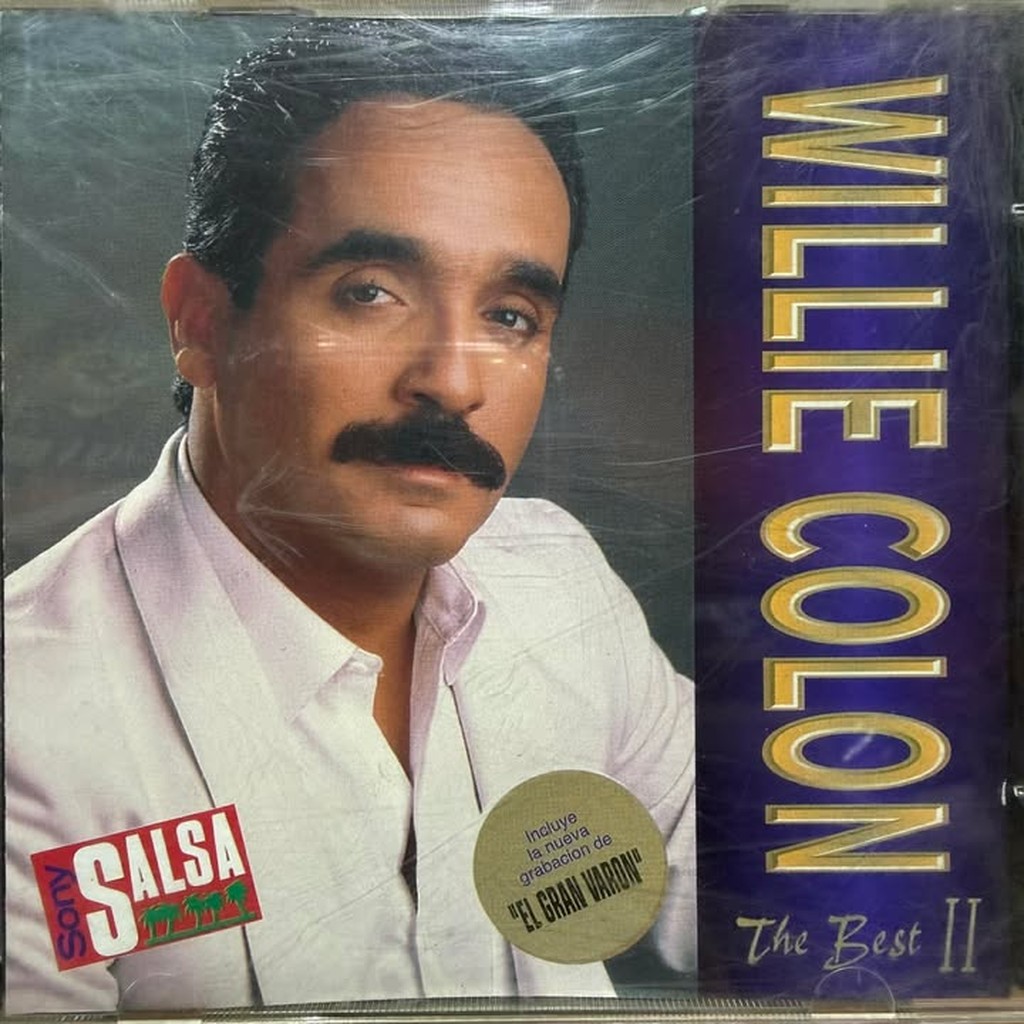 WILLIE COLON
The Best II
Sony
SALSA
Incluye
la nueva
grabacion de
"EL GRAN VARON"